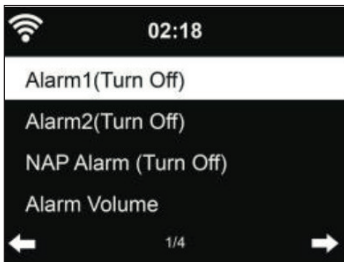 02:18
Alarm1(Turn Off)
Alarm2(Turn Off)
NAP Alarm (Turn Off)
Alarm Volume
1/4